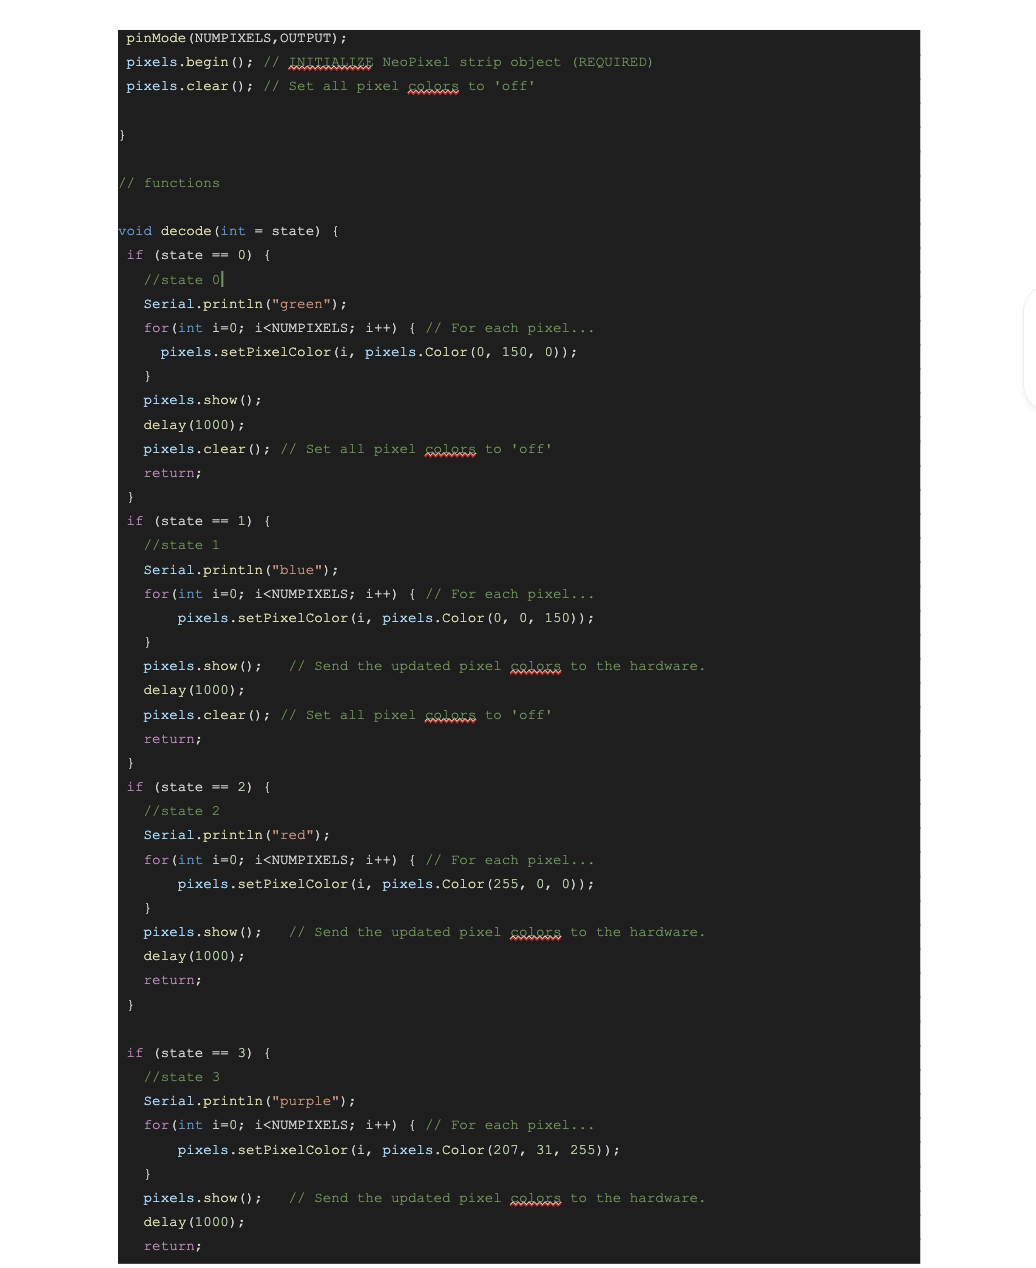 pinMode(NUMPIXELS,OUTPUT);
pixels.begin(); // INITIALIZE NeoPixel strip object (REQUIRED)
pixels.clear(); // Set all pixel colors to 'off'
}
// functions
void decode(int = state) {
if (state == 0) {
//state 0
Serial.println("green");
for(int i=0; i<NUMPIXELS; i++) { // For each pixel...
pixels.setPixelColor(i, pixels.Color(0, 150, 0));
}
pixels.show();
delay(1000);
pixels.clear(); // Set all pixel colors to 'off'
return;
}
if (state == 1) {
//state 1
Serial.println("blue");
for(int i=0; i<NUMPIXELS; i++) { // For each pixel...
pixels.setPixelColor(i, pixels.Color(0, 0, 150));
}
pixels.show();   // Send the updated pixel colors to the hardware.
delay(1000);
pixels.clear(); // Set all pixel colors to 'off'
return;
}
if (state == 2) {
//state 2
Serial.println("red");
for(int i=0; i<NUMPIXELS; i++) { // For each pixel...
pixels.setPixelColor(i, pixels.Color(255, 0, 0));
}
pixels.show();   // Send the updated pixel colors to the hardware.
delay(1000);
return;
}
if (state == 3) {
//state 3
Serial.println("purple");
for(int i=0; i<NUMPIXELS; i++) { // For each pixel...
pixels.setPixelColor(i, pixels.Color(207, 31, 255));
}
pixels.show();   // Send the updated pixel colors to the hardware.
delay(1000);
return;